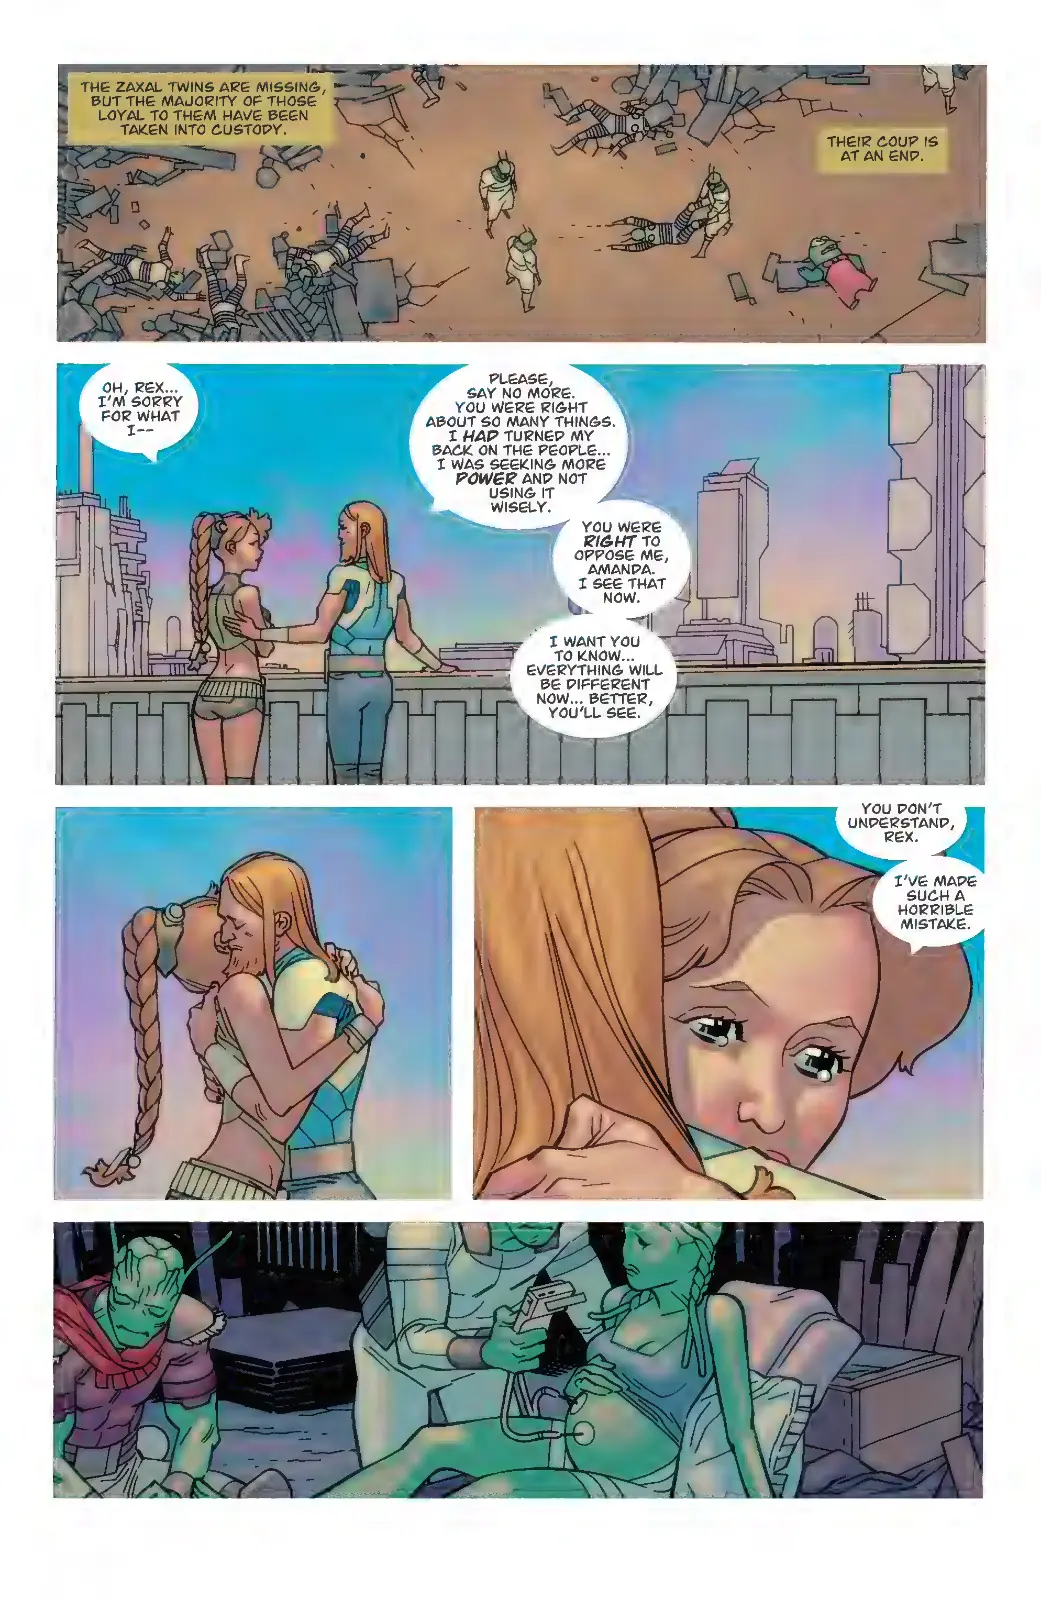 THE ZAXAL TWINS ARE MISSING,
BUT THE MAJORITY OF THOSE
LOYAL TO THEM HAVE BEEN
TAKEN INTO CUSTODY.
THEIR COUP IS
AT AN END.
OH, REX...
I'M SORRY
FOR WHAT
I--
PLEASE,
SAY NO MORE.
YOU WERE RIGHT
ABOUT SO MANY THINGS.
I HAD TURNED MY
BACK ON THE PEOPLE...
I WAS SEEKING MORE
POWER AND NOT
USING IT
WISELY.
YOU WERE
RIGHT TO
OPPOSE ME,
AMANDA.
I SEE THAT
NOW.
I WANT YOU
TO KNOW...
EVERYTHING WILL
BE DIFFERENT
NOW... BETTER,
YOU'LL SEE.
YOU DON'T
UNDERSTAND,
REX.
I'VE MADE
SUCH A
HORRIBLE
MISTAKE.